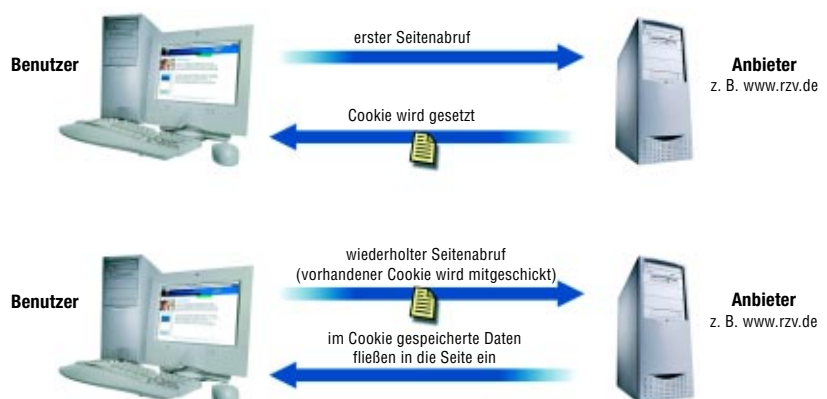 erster Seitenabruf
Benutzer
Anbieter
z. B. www.rzv.de
Cookie wird gesetzt
wiederholter Seitenabruf
(vorhandener Cookie wird mitgeschickt)
Benutzer
Anbieter
z. B. www.rzv.de
im Cookie gespeicherte Daten
fließen in die Seite ein